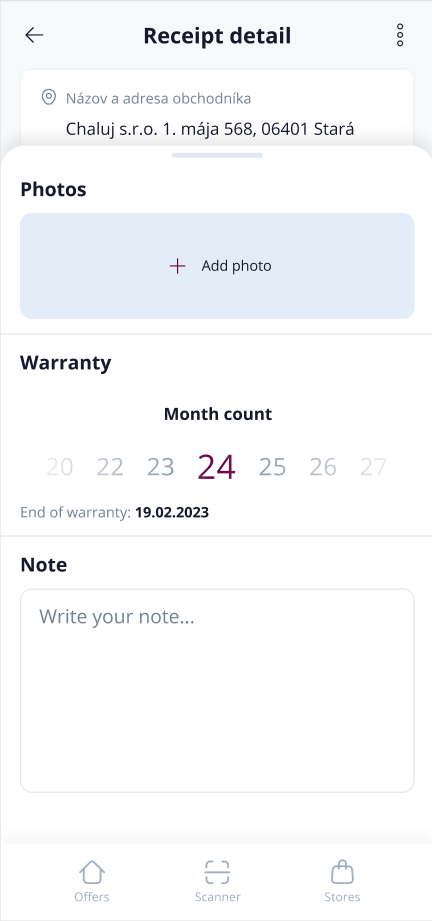 Receipt detail
Názov a adresa obchodníka
Chaluj s.r.o. 1. mája 568, 06401 Stará
Photos
Add photo
Warranty
Month count
20 22 23 24 25 26 27
End of warranty: 19.02.2023
Note
Write your note...
Offers Scanner Stores